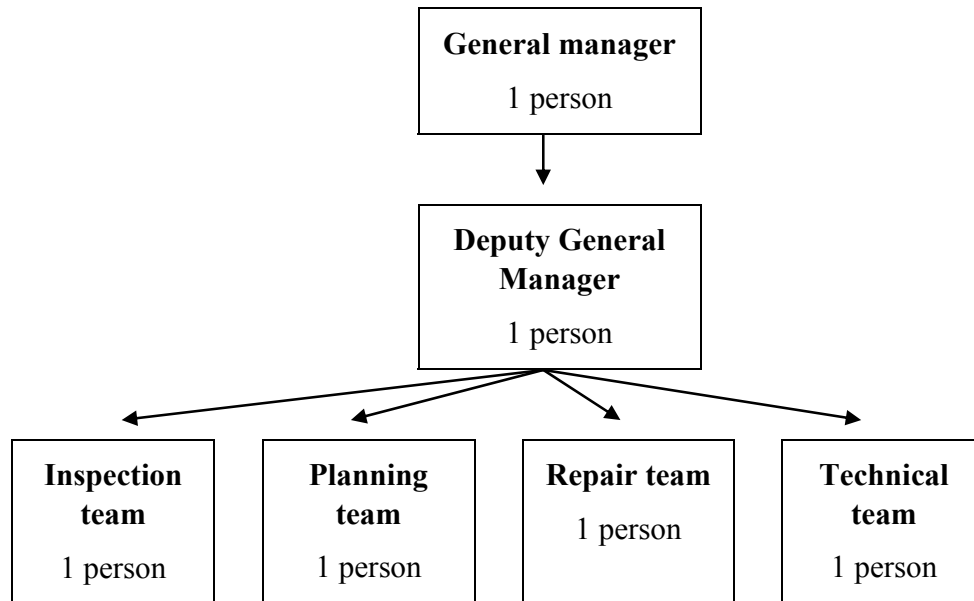 General manager
1 person
Deputy General
Manager
1 person
Inspection
team
1 person
Planning
team
1 person
Repair team
1 person
Technical
team
1 person